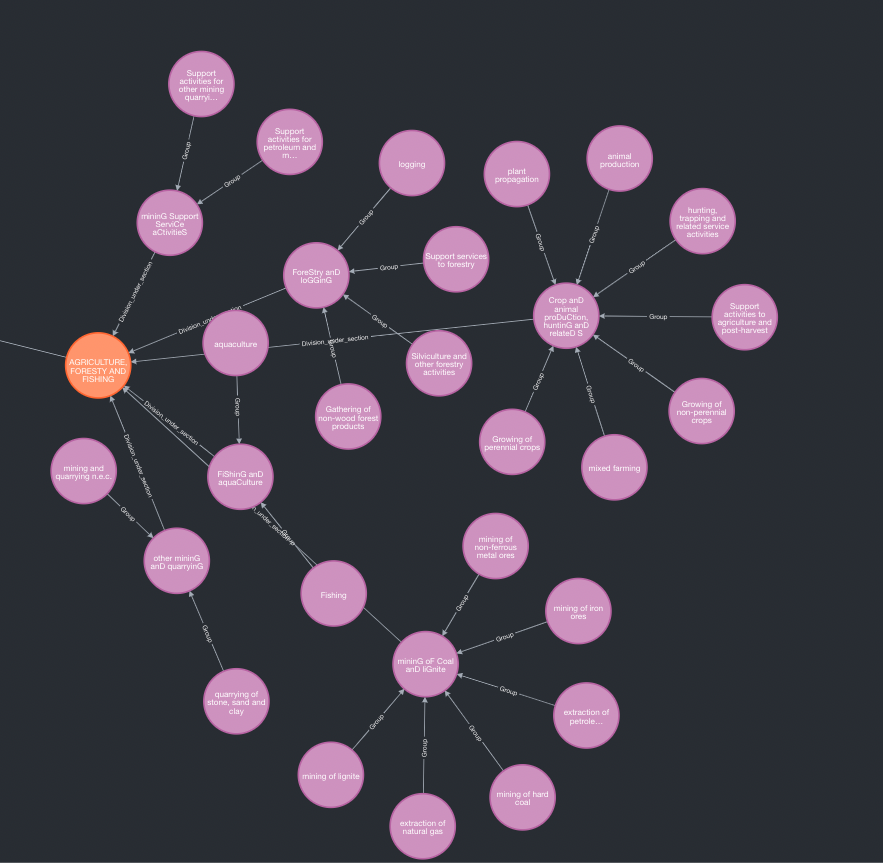 Support
activities for
other mining
quarryi...
Group
Support
activities for
petroleum and
m...
Group
mininG Support
ServiCe
aCtivitieS
Division_under_section
logging
Group
ForeStry anD
loGGinG
Group
Support services
to forestry
Division_under_section
Group
Silviculture and
other forestry
activities
Group
Gathering of
non-wood forest
products
plant
propagation
Group
animal
production
Group
hunting,
trapping and
related service
activities
Group
Crop anD
animal
proDuCtion,
huntinG anD
relateD S
Group
Support
activities to
agriculture and
post-harvest
Group
Growing of
non-perennial
crops
Group
mixed farming
Group
Growing of
perennial crops
Division_under_section
AGRICULTURE,
FORESTY AND
FISHING
aquaculture
Group
Division_under_section
FiShinG anD
aquaCulture
Division_under_section
mining and
quarrying n.e.c.
Group
other mininG
anD quarryinG
Group
quarrying of
stone, sand and
clay
Group
Fishing
mining of
non-ferrous
metal ores
Group
mining of iron
ores
Group
mininG oF Coal
anD liGnite
Group
extraction of
petrole...
Group
mining of hard
coal
Group
extraction of
natural gas
Group
mining of lignite